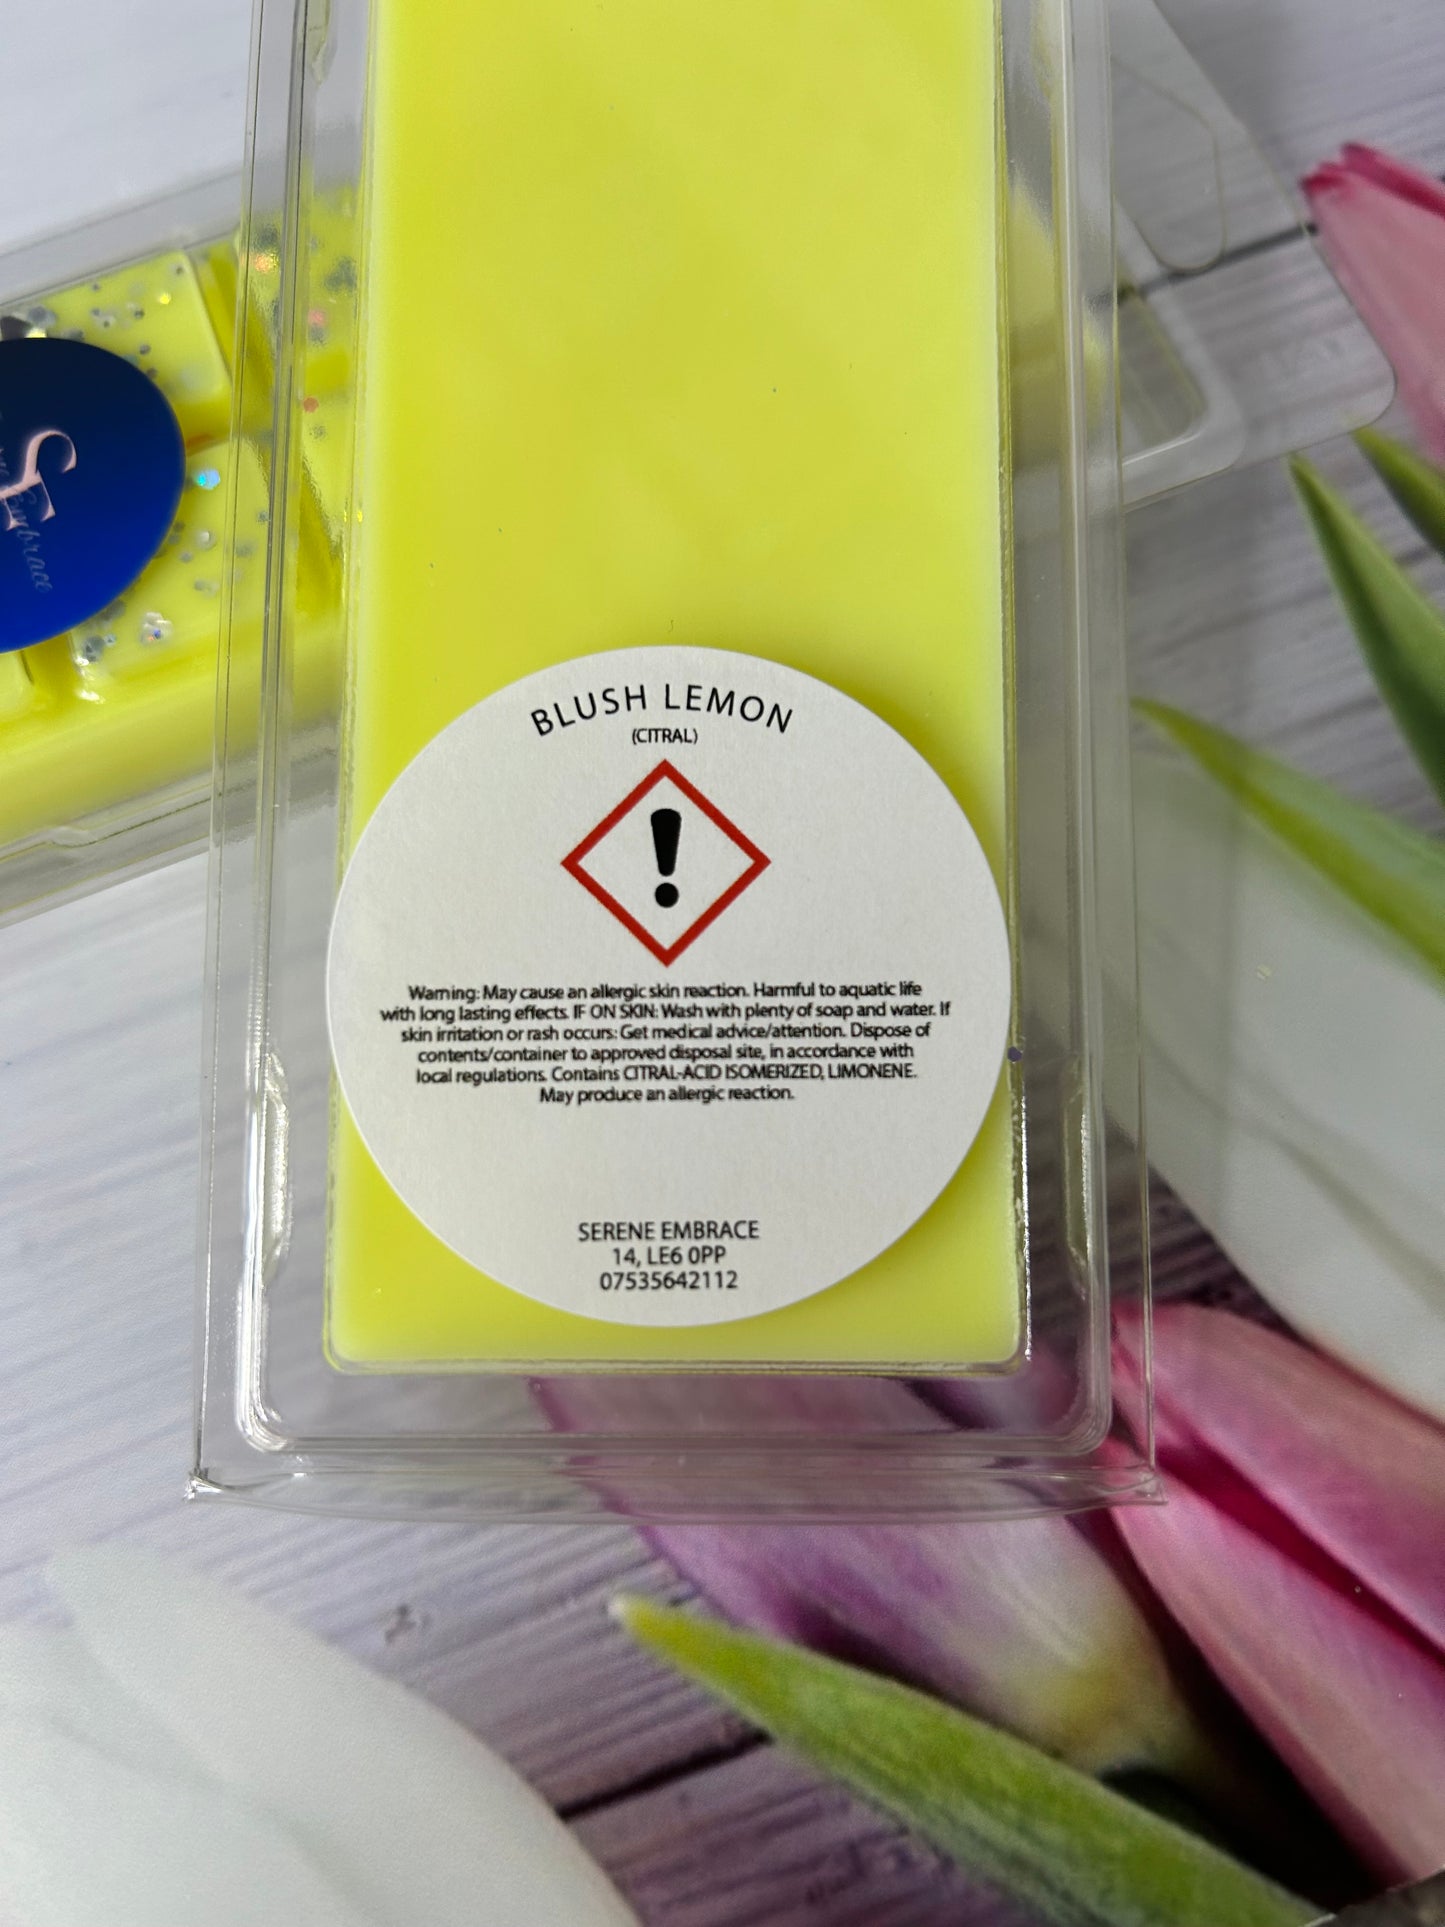 BLUSH LEMON
(CITRAL)
Warning: May cause an allergic skin reaction. Harmful to aquatic life
with long lasting effects. IF ON SKIN: Wash with plenty of soap and water. If
skin irritation or rash occurs: Get medical advice/attention. Dispose of
contents/container to approved disposal site, in accordance with
local regulations. Contains CITRAL-ACID ISOMERIZED, LIMONENE.
May produce an allergic reaction.
SERENE EMBRACE
14, LE6 0PP
07535642112
SE
Embrace